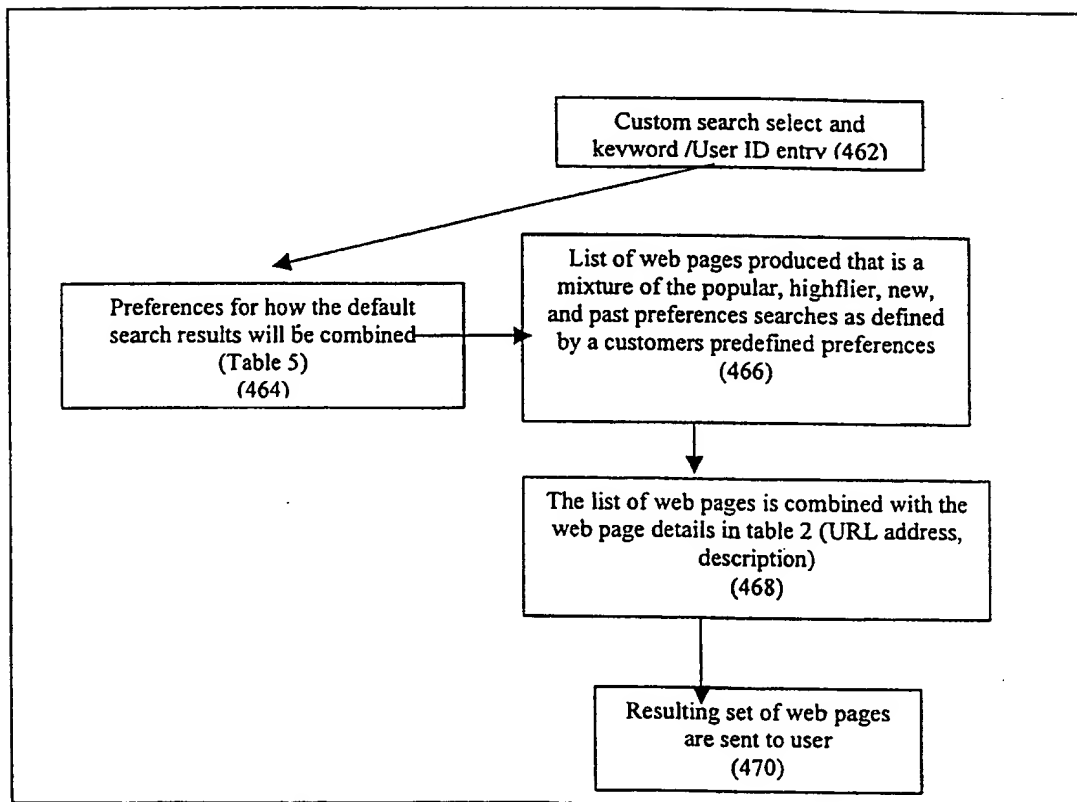 Custom search select and
keyword /User ID entry (462)
Preferences for how the default
search results will be combined
(Table 5)
(464)
List of web pages produced that is a
mixture of the popular, highflier, new,
and past preferences searches as defined
by a customers predefined preferences
(466)
The list of web pages is combined with the
web page details in table 2 (URL address,
description)
(468)
Resulting set of web pages
are sent to user
(470)